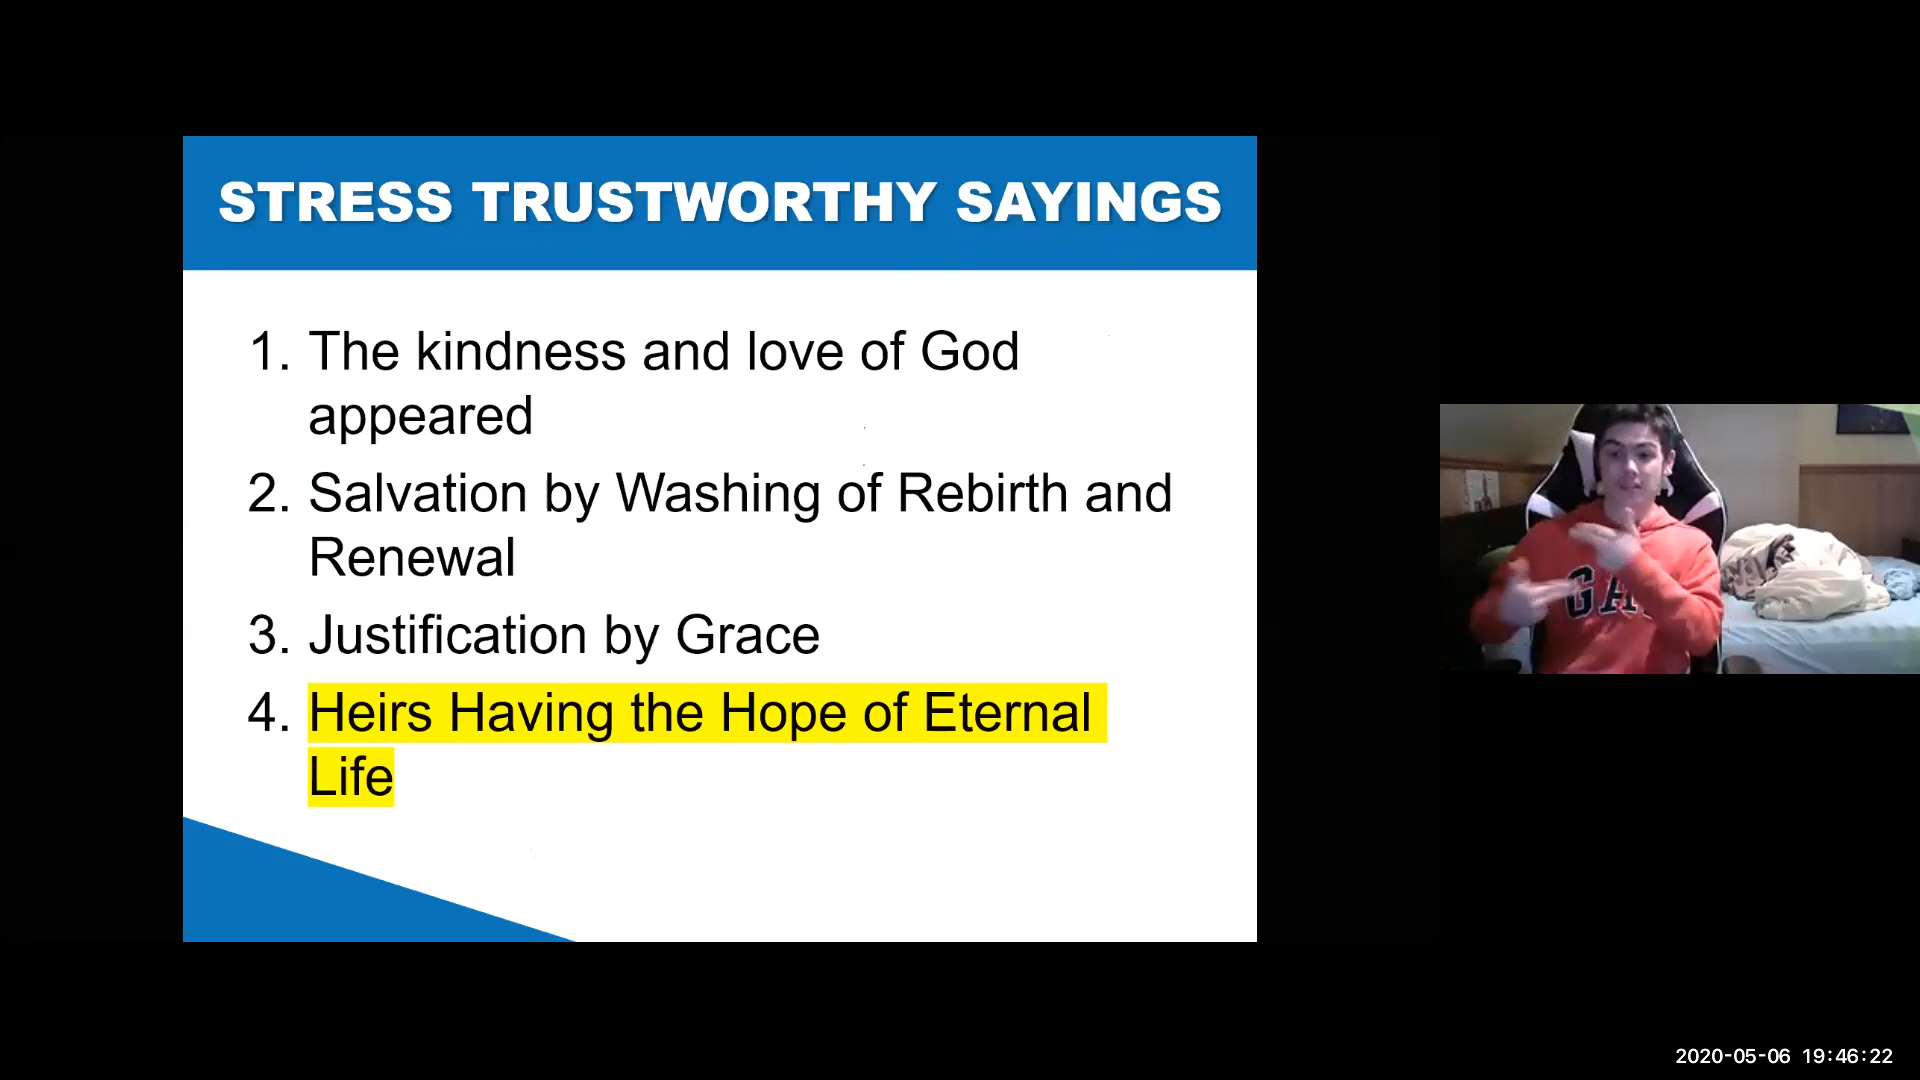 STRESS TRUSTWORTHY SAYINGS
1. The kindness and love of God
appeared
2. Salvation by Washing of Rebirth and
Renewal
3. Justification by Grace
4. Heirs Having the Hope of Eternal
Life
GA
2020-05-06 19:46:22